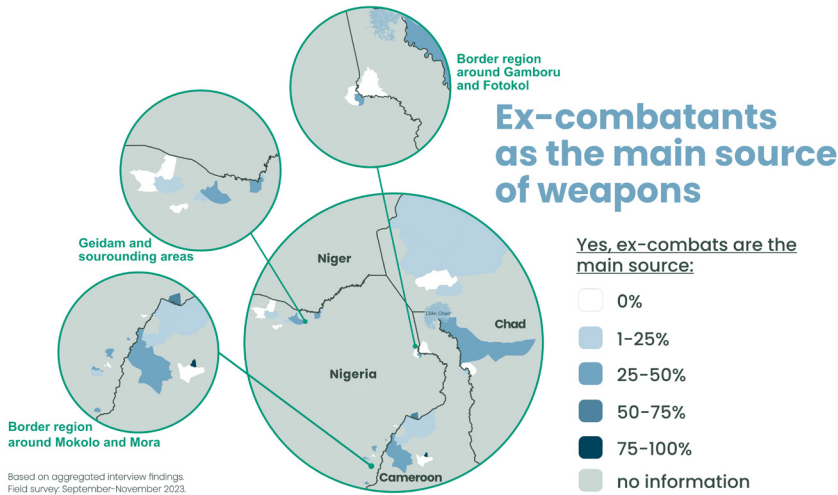 Ex-combatants
as the main source
of weapons
Border region
around Gamboru
and Fotokol
Geidam and
sourounding areas
Border region
around Mokolo and Mora
Niger
Chad
Lake Chad
Nigeria
Cameroon
Yes, ex-combats are the
main source:
0%
1-25%
25-50%
50-75%
75-100%
no information
Based on aggregated interview findings.
Field survey: September-November 2023.